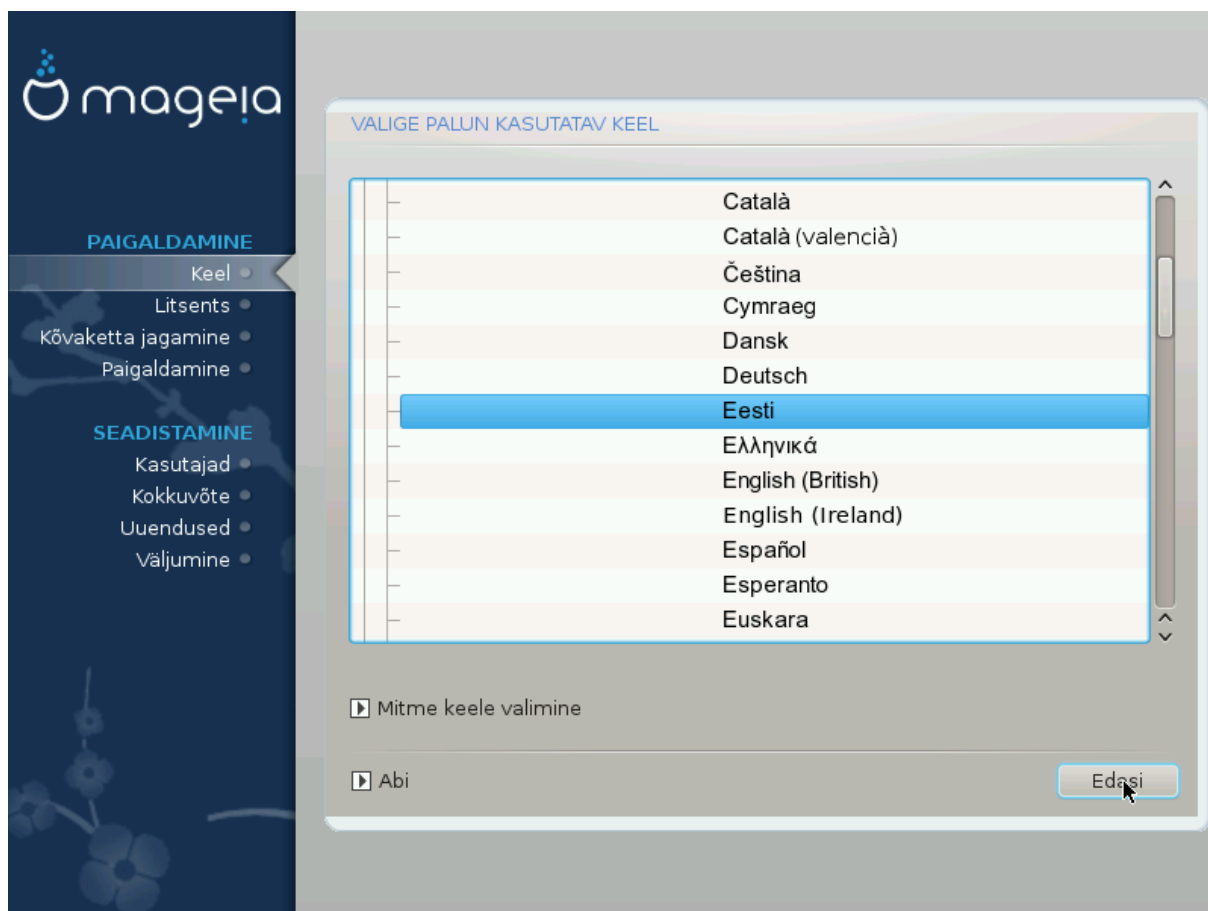 mageia
PAIGALDAMINE
Keel
Litsents
Kõvaketta jagamine
Paigaldamine
SEADISTAMINE
Kasutajad
Kokkuvõte
Uuendused
Väljumine
VALIGE PALUN KASUTATAV KEEL
Català
Català (valencià)
Čeština
Cymraeg
Dansk
Deutsch
Eesti
Ελληνικά
English (British)
English (Ireland)
Español
Esperanto
Euskara
Mitme keele valimine
Abi
Edasi